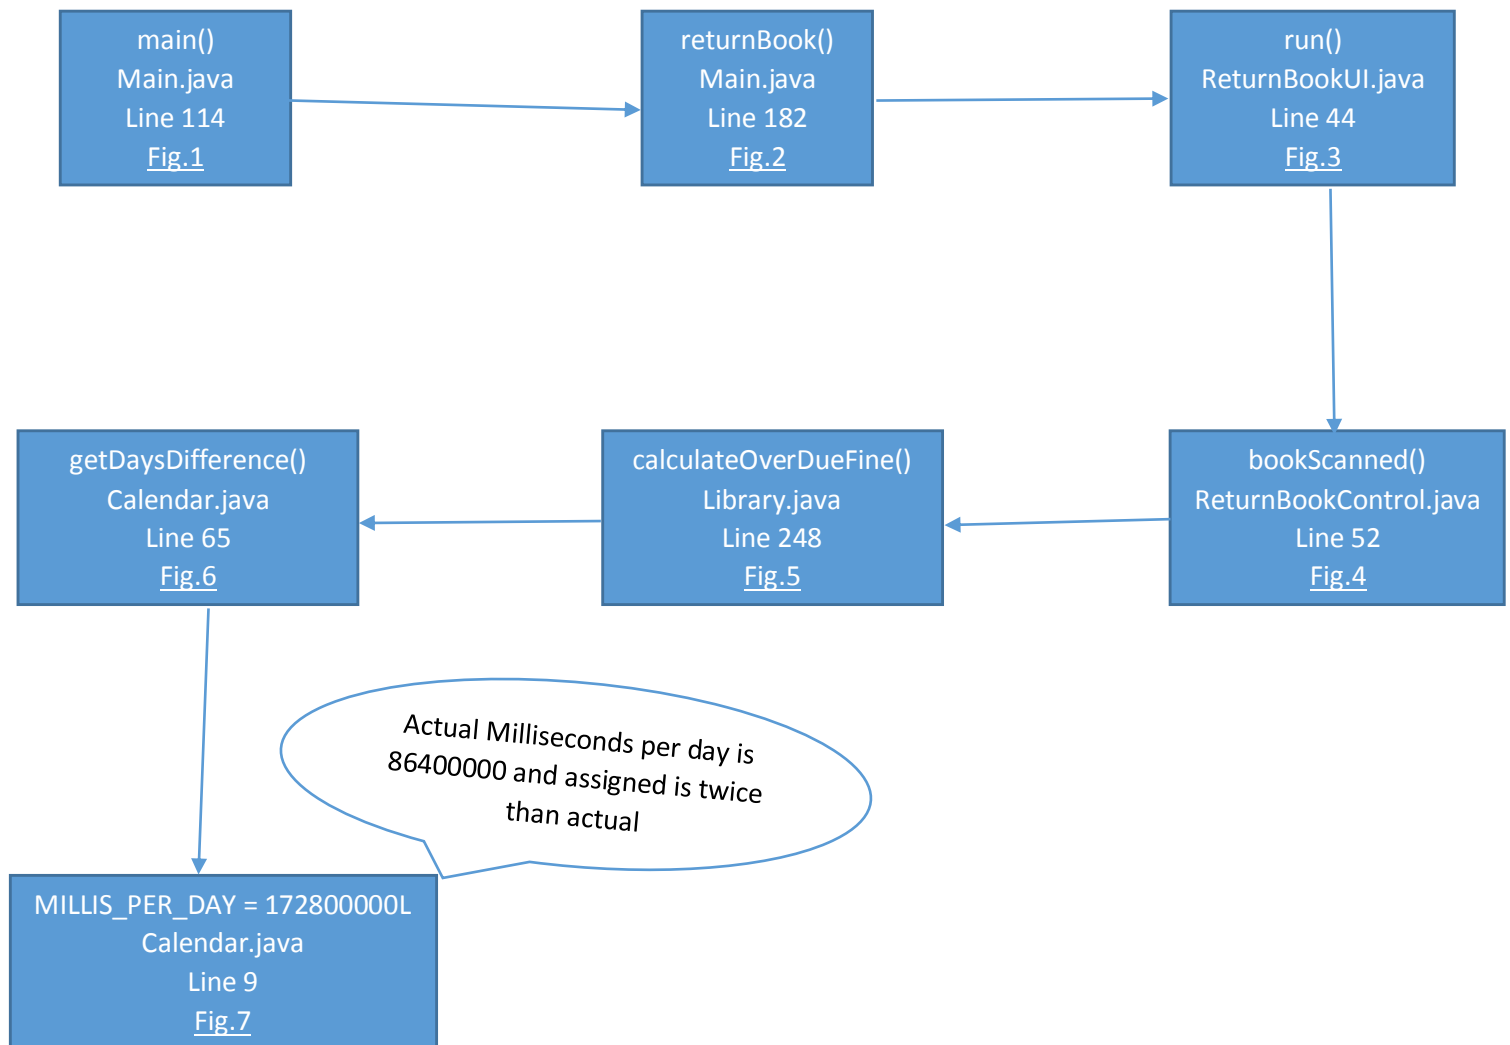 main()
Main.java
Line 114
Fig.1
returnBook()
Main.java
Line 182
Fig.2
run()
ReturnBookUI.java
Line 44
Fig.3
getDaysDifference()
Calendar.java
Line 65
Fig.6
calculateOverDueFine()
Library.java
Line 248
Fig.5
bookScanned()
ReturnBookControl.java
Line 52
Fig.4
Actual Milliseconds per day is
86400000 and assigned is twice
than actual
MILLIS_PER_DAY = 172800000L
Calendar.java
Line 9
Fig.7